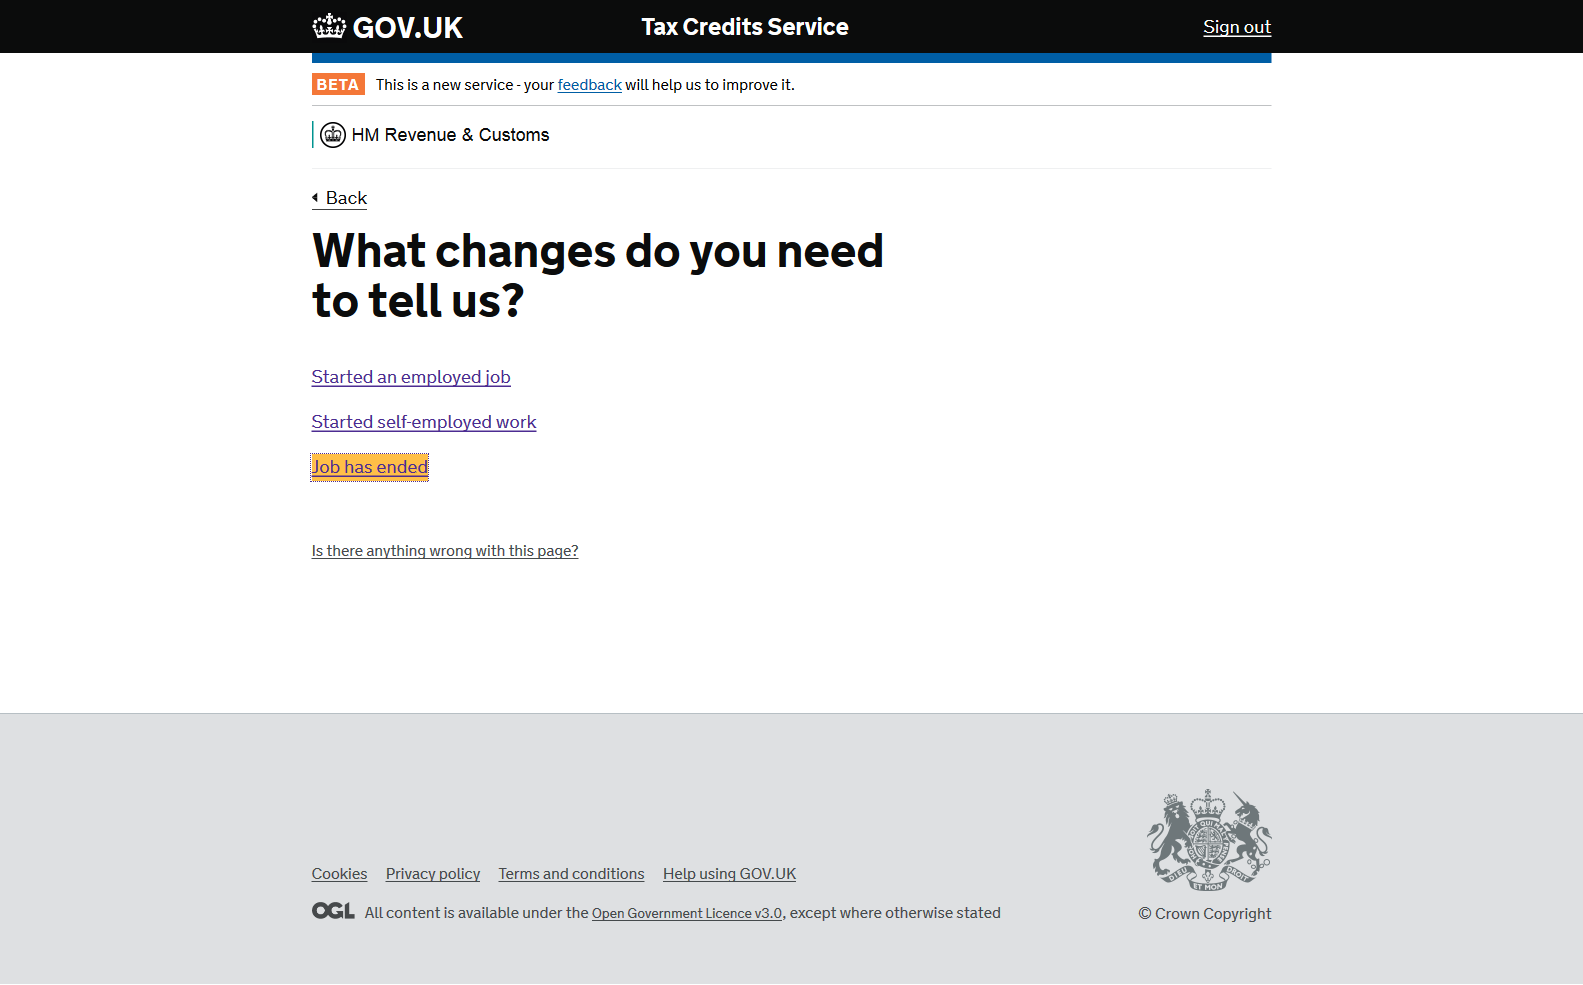 GOV.UK Tax Credits Service Sign out
BETA This is a new service - your feedback will help us to improve it.
HM Revenue & Customs
Back
What changes do you need
to tell us?
Started an employed job
Started self-employed work
Job has ended
Is there anything wrong with this page?
Cookies Privacy policy Terms and conditions Help using GOV.UK
OGL All content is available under the Open Government Licence v3.0, except where otherwise stated
DIEU ET MON DROIT
© Crown Copyright